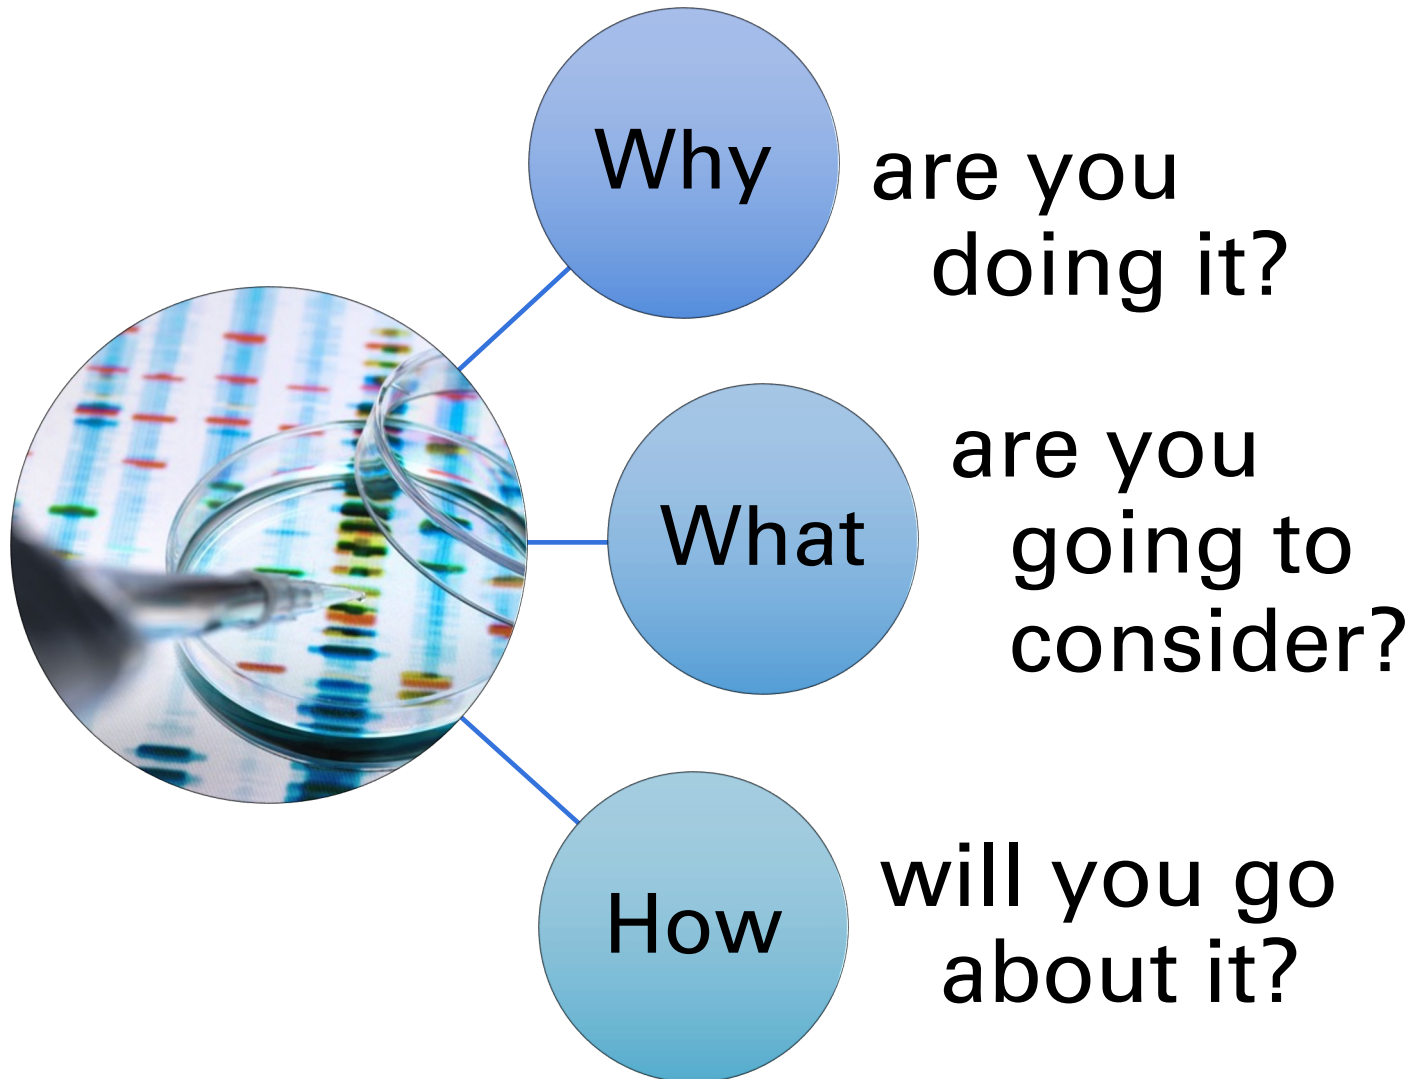 Why
are you
doing it?
What
are you
going to
consider?
How
will you go
about it?